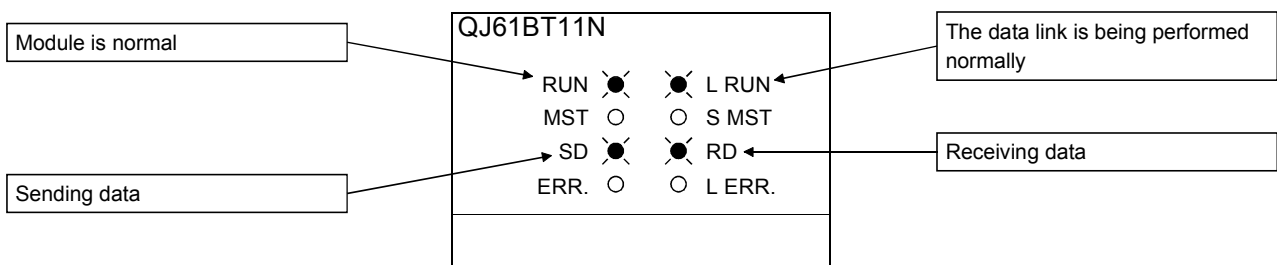 QJ61BT11N
Module is normal
The data link is being performed
normally
RUN
L RUN
MST
S MST
SD
RD
Receiving data
ERR.
L ERR.
Sending data